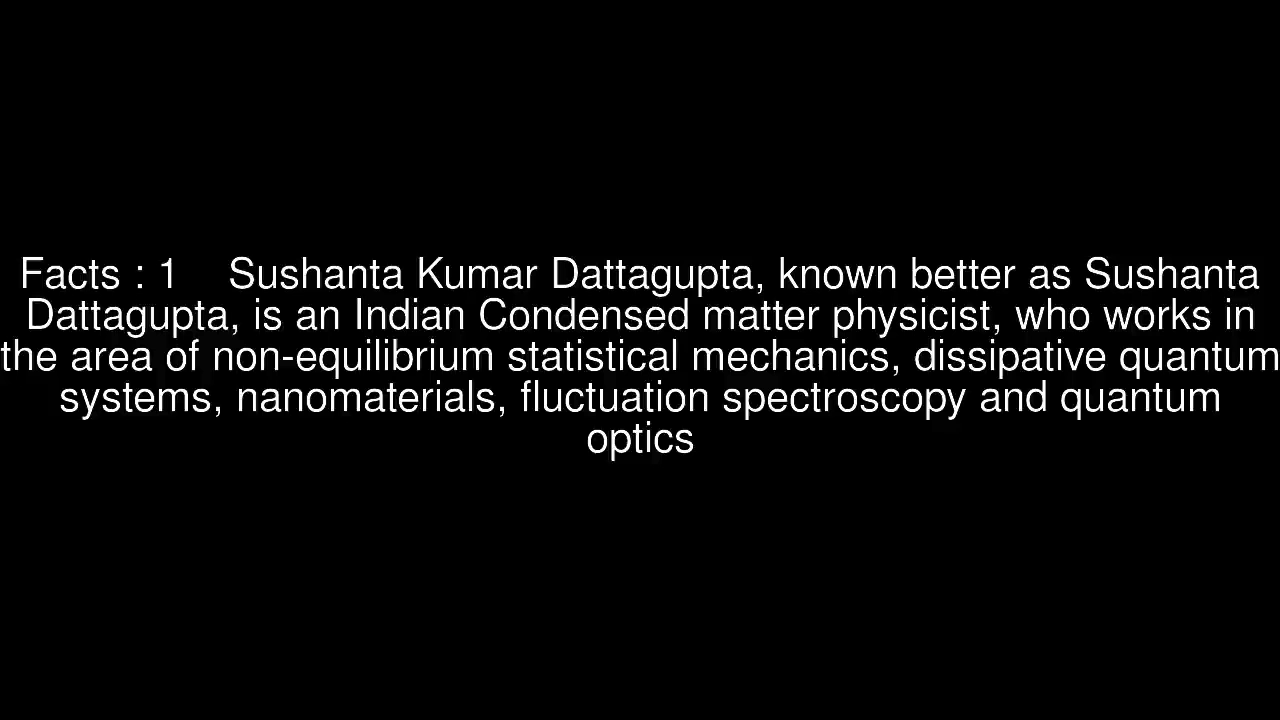 Facts : 1    Sushanta Kumar Dattagupta, known better as Sushanta
Dattagupta, is an Indian Condensed matter physicist, who works in
the area of non-equilibrium statistical mechanics, dissipative quantum
systems, nanomaterials, fluctuation spectroscopy and quantum
optics